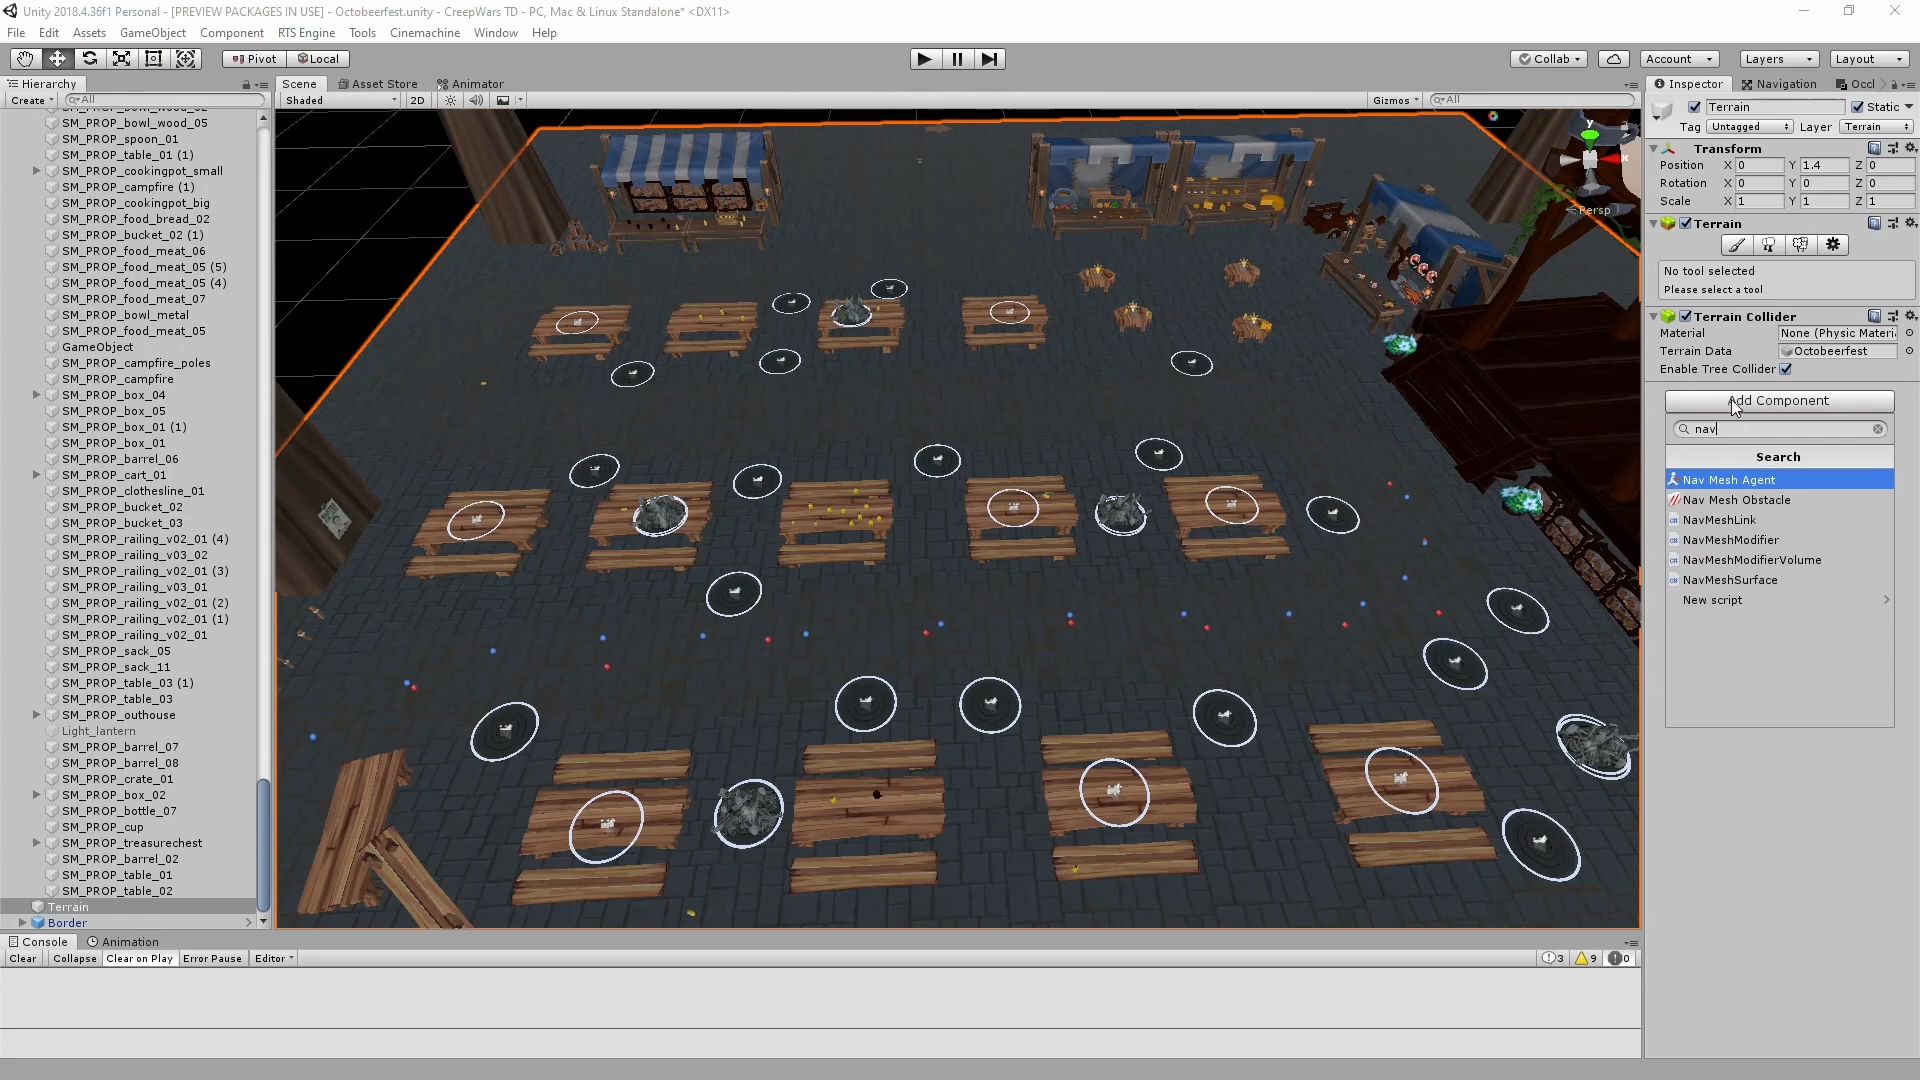 Unity 2018.4.36f1 Personal - [PREVIEW PACKAGES IN USE] - Octobeerfest.unity - CreepWars TD - PC, Mac & Linux Standalone* <DX11>
File Edit Assets GameObject Component RTS Engine Tools Cinemachine Window Help
Pivot Local Collab Account Layers Layout
Hierarchy Scene Asset Store Animator Inspector Navigation Occl
Create All Shaded 2D Gizmos All
SM_PROP_bowl_wood_02
SM_PROP_bowl_wood_05
SM_PROP_spoon_01
SM_PROP_table_01 (1)
SM_PROP_cookingpot_small
SM_PROP_campfire (1)
SM_PROP_cookingpot_big
SM_PROP_food_bread_02
SM_PROP_bucket_02 (1)
SM_PROP_food_meat_06
SM_PROP_food_meat_05 (5)
SM_PROP_food_meat_05 (4)
SM_PROP_food_meat_07
SM_PROP_bowl_metal
SM_PROP_food_meat_05
GameObject
SM_PROP_campfire_poles
SM_PROP_campfire
SM_PROP_box_04
SM_PROP_box_05
SM_PROP_box_01 (1)
SM_PROP_box_01
SM_PROP_barrel_06
SM_PROP_cart_01
SM_PROP_clothesline_01
SM_PROP_bucket_02
SM_PROP_bucket_03
SM_PROP_railing_v02_01 (4)
SM_PROP_railing_v03_02
SM_PROP_railing_v02_01 (3)
SM_PROP_railing_v03_01
SM_PROP_railing_v02_01 (2)
SM_PROP_railing_v02_01 (1)
SM_PROP_railing_v02_01
SM_PROP_sack_05
SM_PROP_sack_11
SM_PROP_table_03 (1)
SM_PROP_table_03
SM_PROP_outhouse
Light_lantern
SM_PROP_barrel_07
SM_PROP_barrel_08
SM_PROP_crate_01
SM_PROP_box_02
SM_PROP_bottle_07
SM_PROP_cup
SM_PROP_treasurechest
SM_PROP_barrel_02
SM_PROP_table_01
SM_PROP_table_02
Terrain
Border
y
Persp
Terrain Static
Tag Untagged Layer Terrain
Transform
Position X 0 Y 1.4 Z 0
Rotation X 0 Y 0 Z 0
Scale X 1 Y 1 Z 1
Terrain
No tool selected
Please select a tool
Terrain Collider
Material None (Physic Materi
Terrain Data Octobeerfest
Enable Tree Collider
Add Component
nav
Search
Nav Mesh Agent
Nav Mesh Obstacle
NavMeshLink
NavMeshModifier
NavMeshModifierVolume
NavMeshSurface
New script
Console Animation
Clear Collapse Clear on Play Error Pause Editor 3 9 0